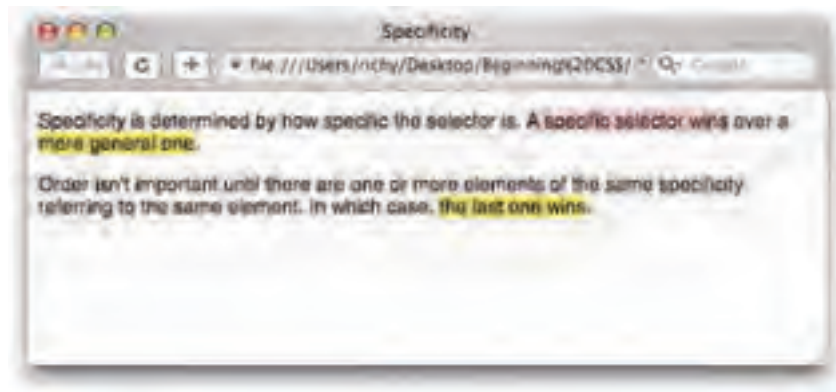 Specificity
file:///Users/richy/Desktop/Beginning%20CSS/
Specificity is determined by how specific the selector is. A specific selector wins over a
more general one.
Order isn't important until there are one or more elements of the same specificity
referring to the same element. In which case, the last one wins.